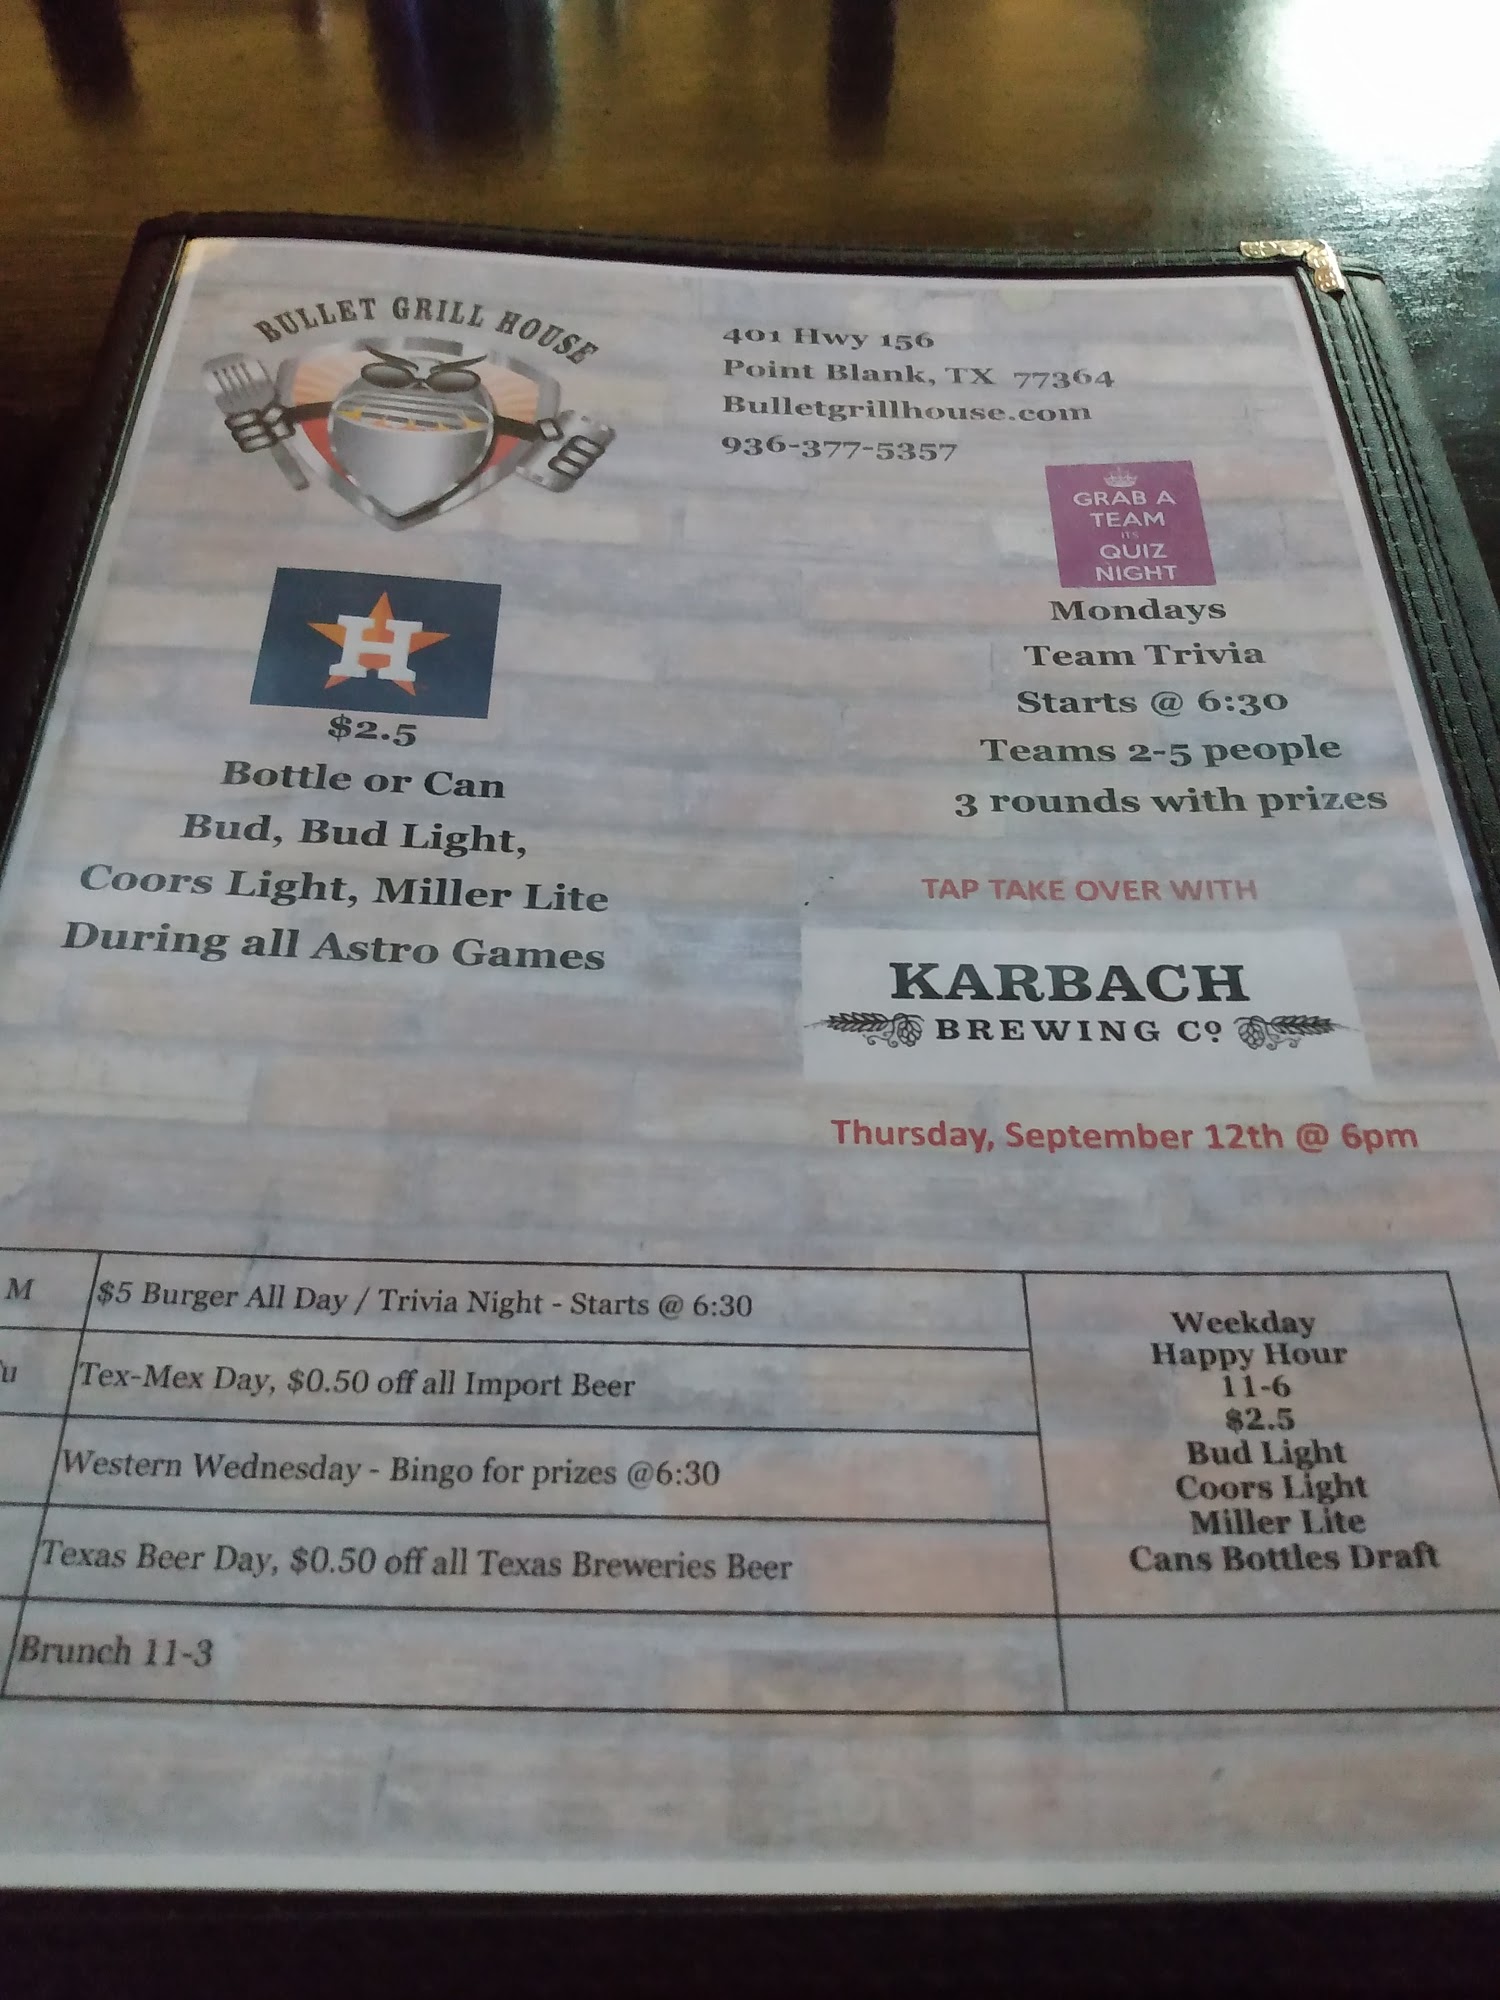 BULLET GRILL HOUSE
401 Hwy 156
Point Blank, TX 77364
Bulletgrillhouse.com
936-377-5357
GRAB A
TEAM
ITS
QUIZ
NIGHT
Mondays
Team Trivia
Starts @ 6:30
Teams 2-5 people
3 rounds with prizes
H
$2.5
Bottle or Can
Bud, Bud Light,
Coors Light, Miller Lite
During all Astro Games
TAP TAKE OVER WITH
KARBACH
BREWING Co
Thursday, September 12th @ 6pm
M $5 Burger All Day / Trivia Night - Starts @ 6:30
u Tex-Mex Day, $0.50 off all Import Beer
Western Wednesday - Bingo for prizes @6:30
Texas Beer Day, $0.50 off all Texas Breweries Beer
Brunch 11-3
Weekday
Happy Hour
11-6
$2.5
Bud Light
Coors Light
Miller Lite
Cans Bottles Draft